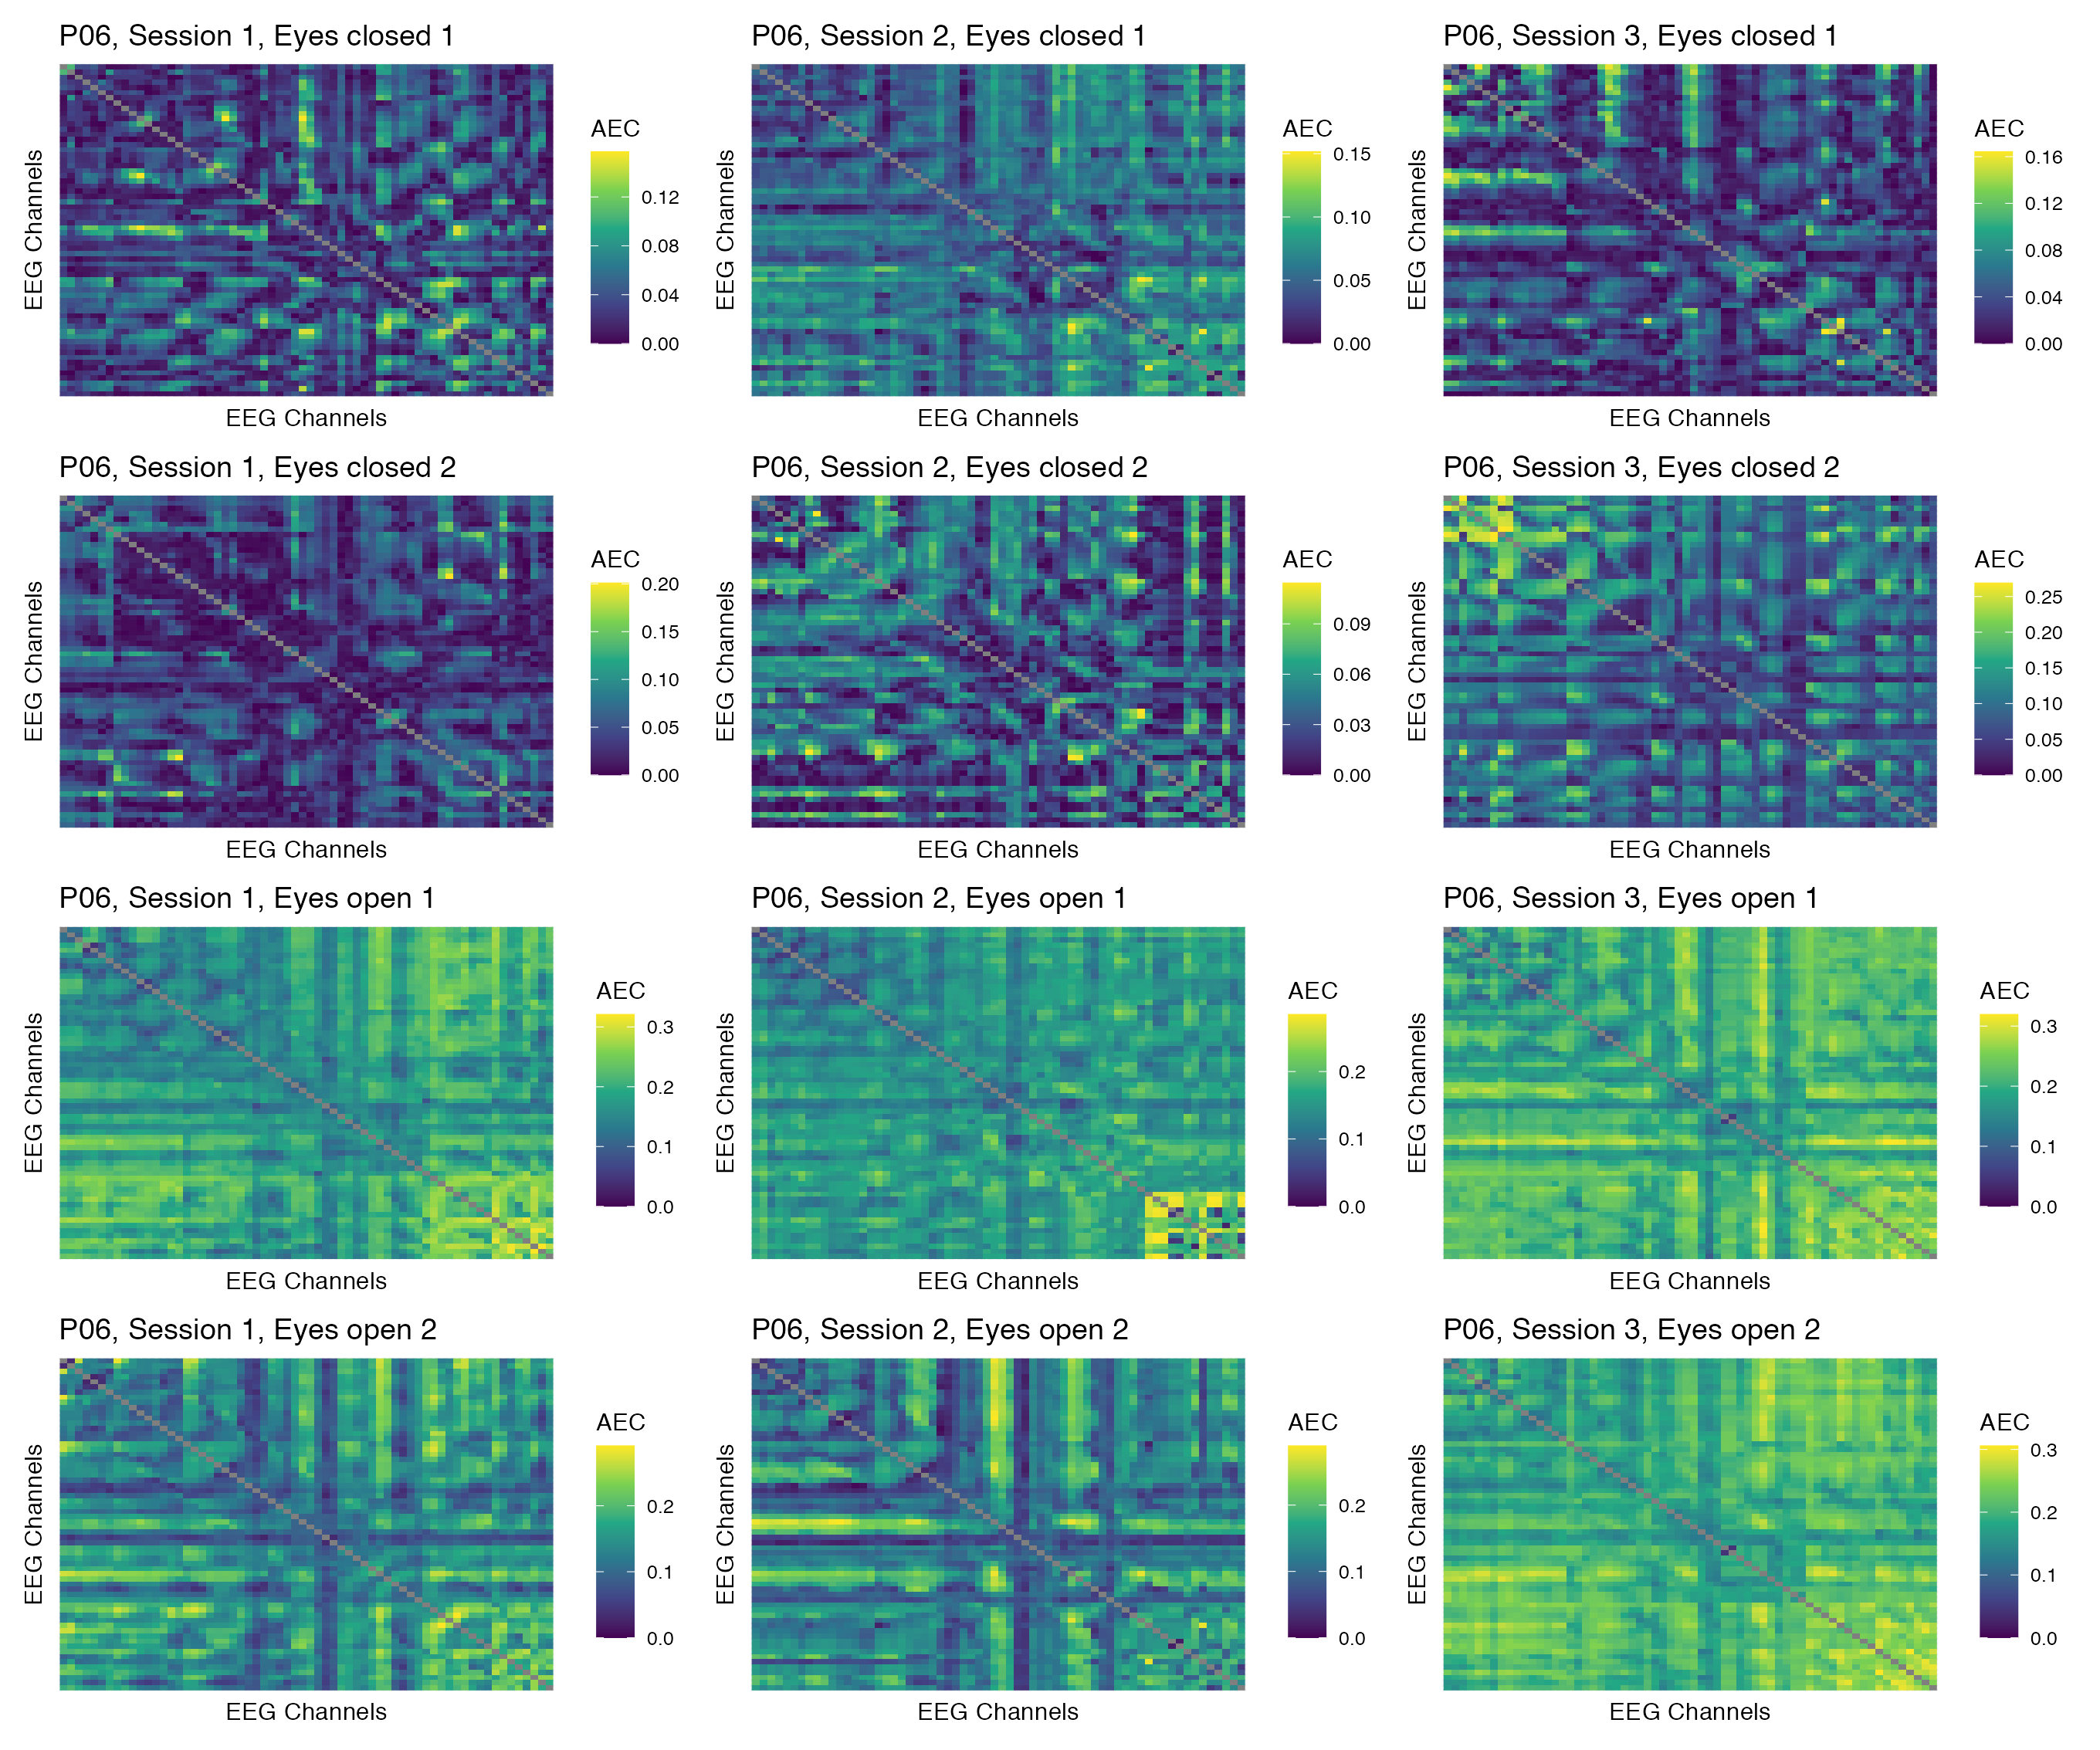 P06, Session 1, Eyes closed 1
EEG Channels
EEG Channels
AEC
0.12
0.08
0.04
0.00
P06, Session 2, Eyes closed 1
EEG Channels
EEG Channels
AEC
0.15
0.10
0.05
0.00
P06, Session 3, Eyes closed 1
EEG Channels
EEG Channels
AEC
0.16
0.12
0.08
0.04
0.00
P06, Session 1, Eyes closed 2
EEG Channels
EEG Channels
AEC
0.20
0.15
0.10
0.05
0.00
P06, Session 2, Eyes closed 2
EEG Channels
EEG Channels
AEC
0.09
0.06
0.03
0.00
P06, Session 3, Eyes closed 2
EEG Channels
EEG Channels
AEC
0.25
0.20
0.15
0.10
0.05
0.00
P06, Session 1, Eyes open 1
EEG Channels
EEG Channels
AEC
0.3
0.2
0.1
0.0
P06, Session 2, Eyes open 1
EEG Channels
EEG Channels
AEC
0.2
0.1
0.0
P06, Session 3, Eyes open 1
EEG Channels
EEG Channels
AEC
0.3
0.2
0.1
0.0
P06, Session 1, Eyes open 2
EEG Channels
EEG Channels
AEC
0.2
0.1
0.0
P06, Session 2, Eyes open 2
EEG Channels
EEG Channels
AEC
0.2
0.1
0.0
P06, Session 3, Eyes open 2
EEG Channels
EEG Channels
AEC
0.3
0.2
0.1
0.0